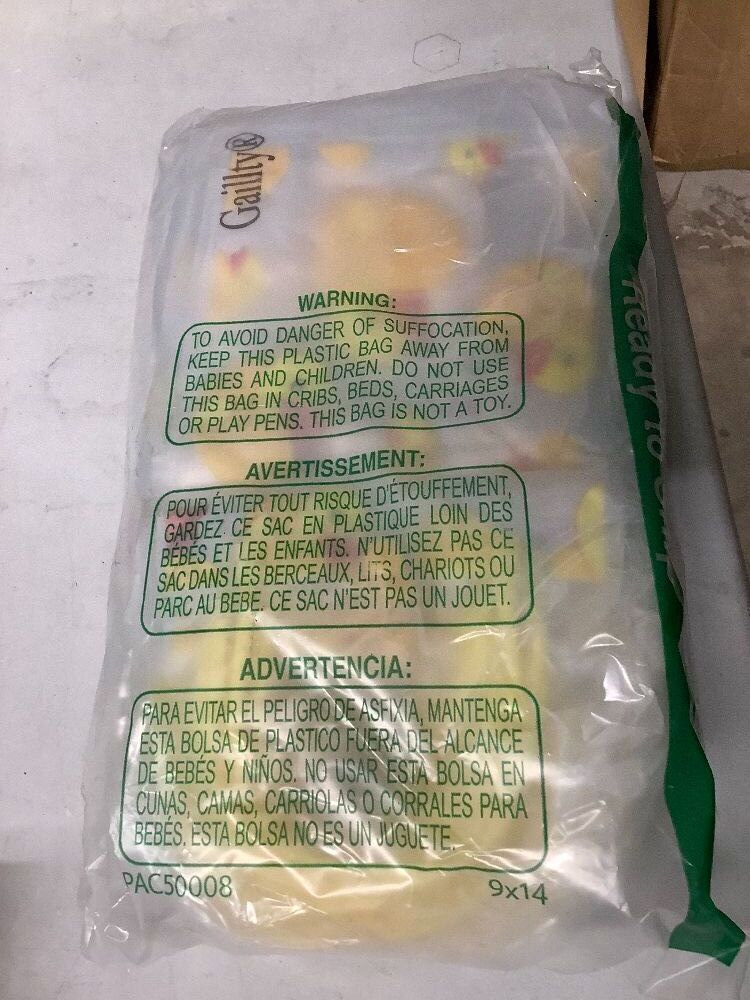 Gaillty®
WARNING:
TO AVOID DANGER OF SUFFOCATION,
KEEP THIS PLASTIC BAG AWAY FROM
BABIES AND CHILDREN. DO NOT USE
THIS BAG IN CRIBS, BEDS, CARRIAGES
OR PLAY PENS. THIS BAG IS NOT A TOY.
AVERTISSEMENT:
POUR ÉVITER TOUT RISQUE D'ÉTOUFFEMENT,
GARDEZ CE SAC EN PLASTIQUE LOIN DES
BÉBÉS ET LES ENFANTS. N'UTILISEZ PAS CE
SAC DANS LES BERCEAUX, LITS, CHARIOTS OU
PARC AU BEBE. CE SAC N'EST PAS UN JOUET.
ADVERTENCIA:
PARA EVITAR EL PELIGRO DE ASFIXIA, MANTENGA
ESTA BOLSA DE PLASTICO FUERA DEL ALCANCE
DE BEBÉS Y NIÑOS. NO USAR ESTA BOLSA EN
CUNAS, CAMAS, CARRIOLAS O CORRALES PARA
BEBÉS. ESTA BOLSA NO ES UN JUGUETE.
PAC50008 9x14
Ready To